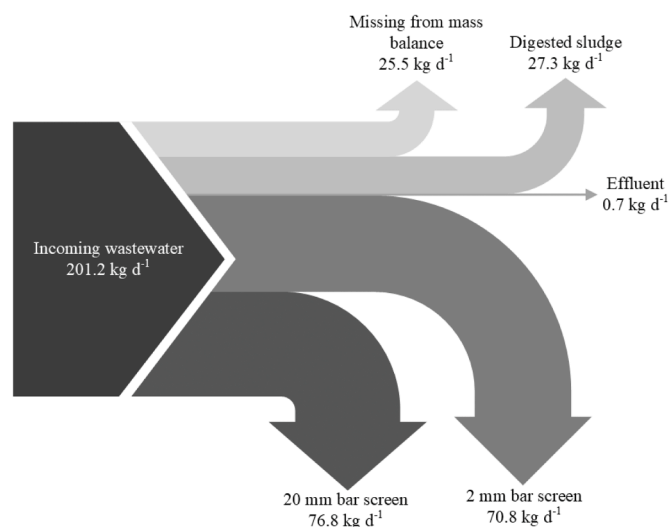 Missing from mass
balance
25.5 kg d⁻¹
Digested sludge
27.3 kg d⁻¹
Effluent
0.7 kg d⁻¹
Incoming wastewater
201.2 kg d⁻¹
20 mm bar screen
76.8 kg d⁻¹
2 mm bar screen
70.8 kg d⁻¹